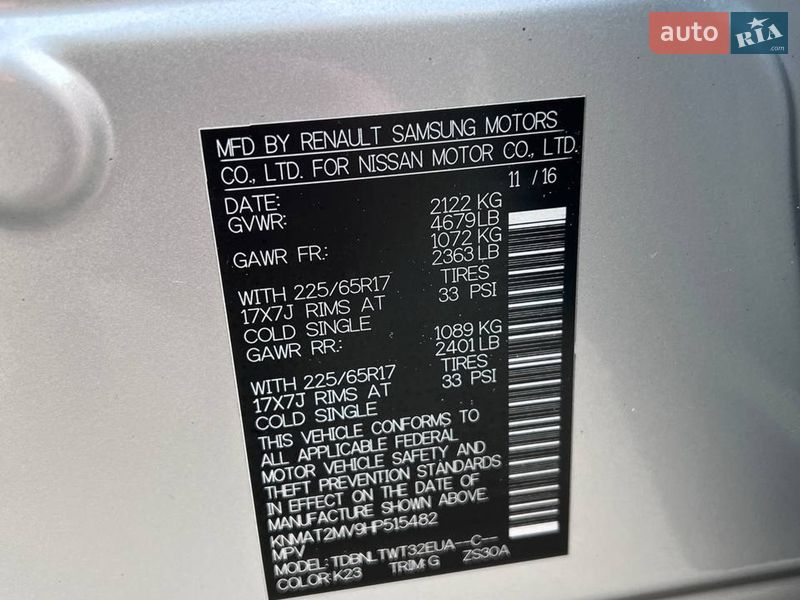 auto RIA .com
MFD BY RENAULT SAMSUNG MOTORS
CO., LTD. FOR NISSAN MOTOR CO., LTD.
DATE: 11 / 16
GVWR: 2122 KG
4679 LB
GAWR FR.: 1072 KG
2363 LB
WITH 225/65R17 TIRES
17X7J RIMS AT 33 PSI
COLD SINGLE
GAWR RR.: 1089 KG
2401 LB
WITH 225/65R17 TIRES
17X7J RIMS AT 33 PSI
COLD SINGLE
THIS VEHICLE CONFORMS TO
ALL APPLICABLE FEDERAL
MOTOR VEHICLE SAFETY AND
THEFT PREVENTION STANDARDS
IN EFFECT ON THE DATE OF
MANUFACTURE SHOWN ABOVE.
KNMAT2MV9HP515482
MPV
MODEL: TDBNLTWT32EUA--C--
COLOR: K23 TRIM: G ZS30A